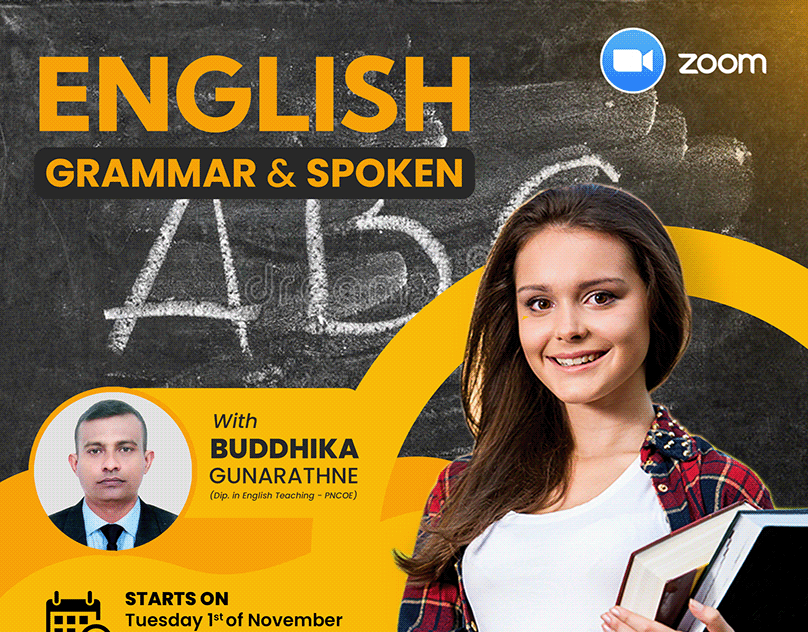 ENGLISH
zoom
GRAMMAR & SPOKEN
ABC
dreams
With
BUDDHIKA
GUNARATHNE
(Dip. in English Teaching - PNCOE)
STARTS ON
Tuesday 1st of November